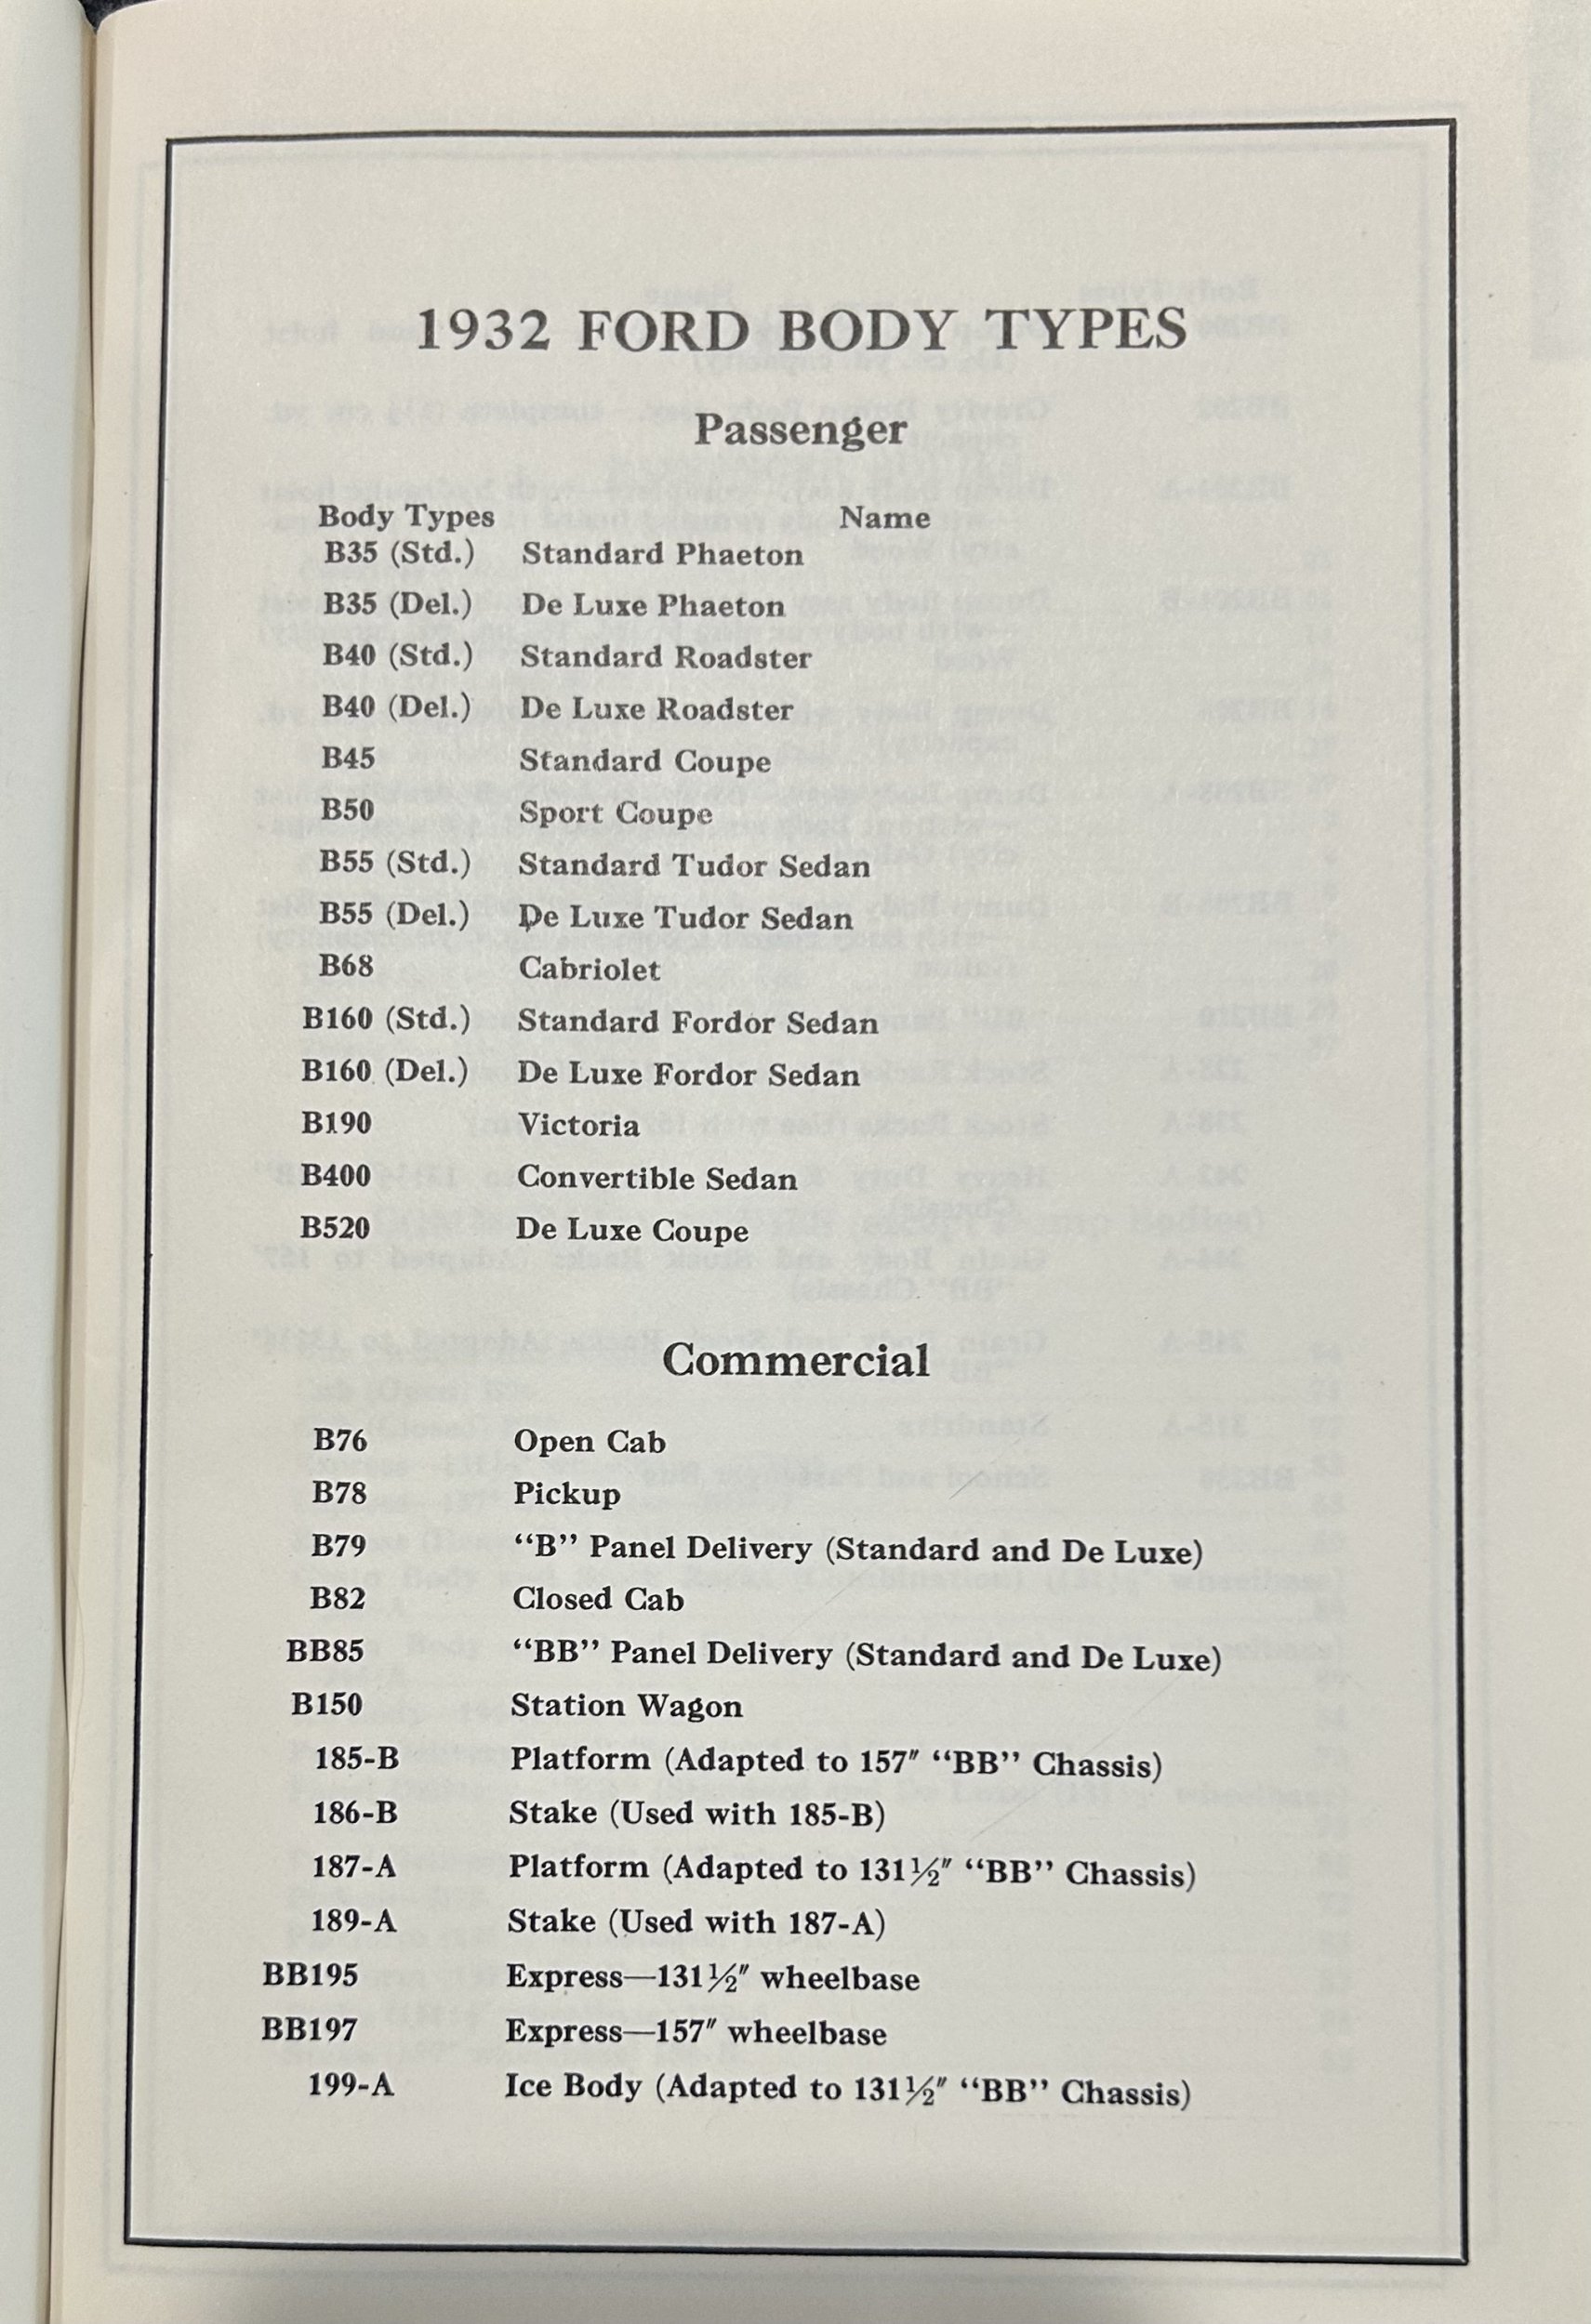 1932 FORD BODY TYPES
Passenger
Body Types Name
B35 (Std.) Standard Phaeton
B35 (Del.) De Luxe Phaeton
B40 (Std.) Standard Roadster
B40 (Del.) De Luxe Roadster
B45 Standard Coupe
B50 Sport Coupe
B55 (Std.) Standard Tudor Sedan
B55 (Del.) De Luxe Tudor Sedan
B68 Cabriolet
B160 (Std.) Standard Fordor Sedan
B160 (Del.) De Luxe Fordor Sedan
B190 Victoria
B400 Convertible Sedan
B520 De Luxe Coupe
Commercial
B76 Open Cab
B78 Pickup
B79 “B” Panel Delivery (Standard and De Luxe)
B82 Closed Cab
BB85 “BB” Panel Delivery (Standard and De Luxe)
B150 Station Wagon
185-B Platform (Adapted to 157″ “BB” Chassis)
186-B Stake (Used with 185-B)
187-A Platform (Adapted to 131½″ “BB” Chassis)
189-A Stake (Used with 187-A)
BB195 Express—131½″ wheelbase
BB197 Express—157″ wheelbase
199-A Ice Body (Adapted to 131½″ “BB” Chassis)